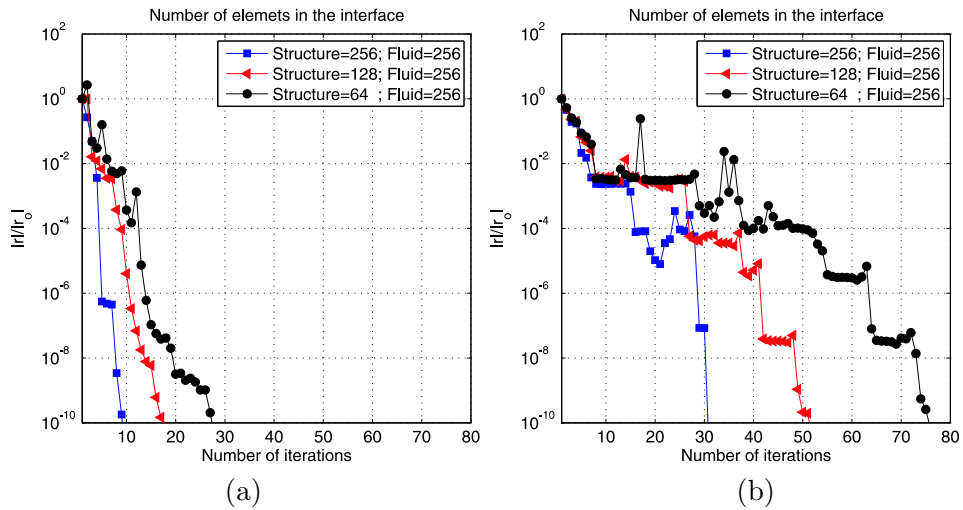 Number of elemets in the interface
10^2
10^0
10^-2
10^-4
10^-6
10^-8
10^-10
|r|/|r_o|
Structure=256; Fluid=256
Structure=128; Fluid=256
Structure=64 ; Fluid=256
10 20 30 40 50 60 70 80
Number of iterations
(a)
Number of elemets in the interface
10^2
10^0
10^-2
10^-4
10^-6
10^-8
10^-10
|r|/|r_o|
Structure=256; Fluid=256
Structure=128; Fluid=256
Structure=64 ; Fluid=256
10 20 30 40 50 60 70 80
Number of iterations
(b)